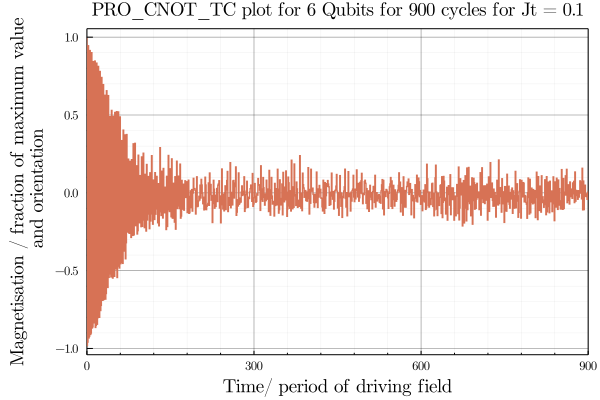 PRO_CNOT_TC plot for 6 Qubits for 900 cycles for Jt = 0.1
Magnetisation / fraction of maximum value
and orientation
1.0
0.5
0.0
−0.5
−1.0
0
300
600
900
Time/ period of driving field